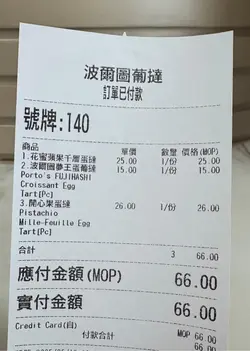 波爾圖葡撻
訂單已付款
號牌:140
商品 單價 數量 價格(MOP)
1.花蜜蘋果千層蛋撻 25.00 1/份 25.00
2.波爾圖夢王蛋葡撻 15.00 1/份 15.00
Porto's FUJIHASHI
Croissant Egg
Tart(Pc)
3.開心果蛋撻 26.00 1/份 26.00
Pistachio
Mille-Feuille Egg
Tart(Pc)
合計 3 66.00
應付金額(MOP) 66.00
實付金額 66.00
Credit Card(自) MOP 66.00
付款合計 66.00